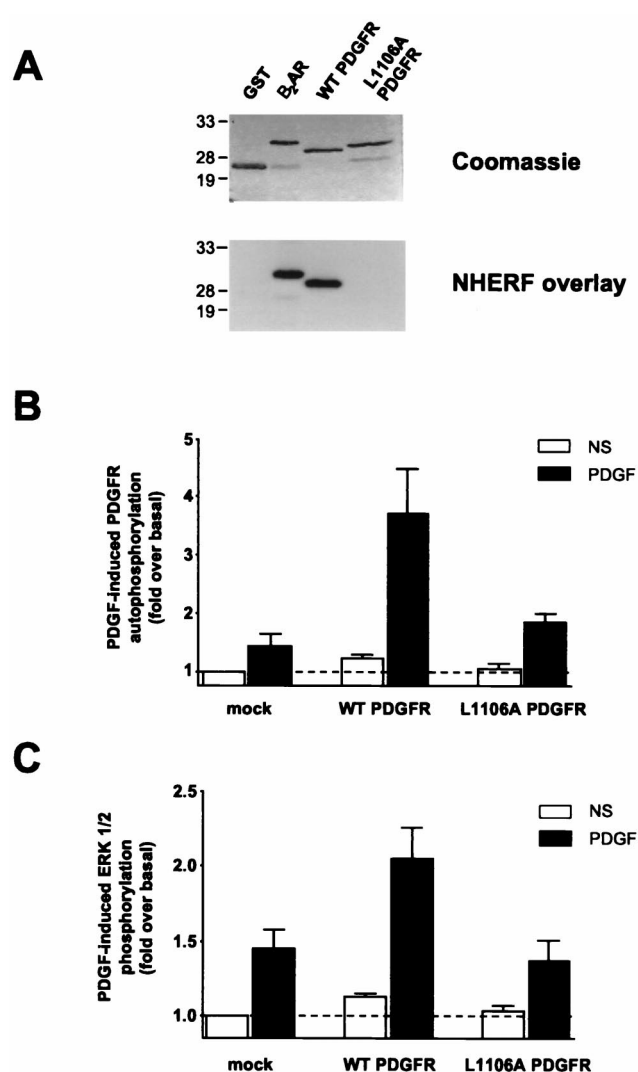 A
GST
B2AR
WT PDGFR
L1106A
PDGFR
33
28
19
Coomassie
33
28
19
NHERF overlay
B
PDGF-induced PDGFR
autophosphorylation
(fold over basal)
5
4
3
2
1
NS
PDGF
mock
WT PDGFR
L1106A PDGFR
C
PDGF-induced ERK 1/2
phosphorylation
(fold over basal)
2.5
2.0
1.5
1.0
NS
PDGF
mock
WT PDGFR
L1106A PDGFR